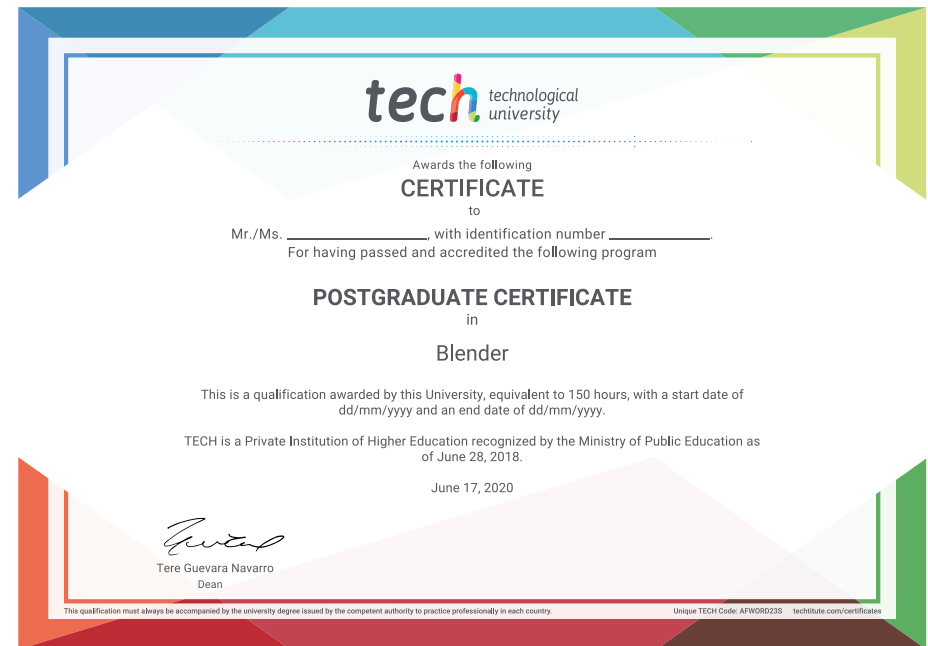 tech technological
university
Awards the following
CERTIFICATE
to
Mr./Ms. ____________________, with identification number ______________.
For having passed and accredited the following program
POSTGRADUATE CERTIFICATE
in
Blender
This is a qualification awarded by this University, equivalent to 150 hours, with a start date of
dd/mm/yyyy and an end date of dd/mm/yyyy.
TECH is a Private Institution of Higher Education recognized by the Ministry of Public Education as
of June 28, 2018.
June 17, 2020
Tere Guevara Navarro
Dean
This qualification must always be accompanied by the university degree issued by the competent authority to practice professionally in each country.
Unique TECH Code: AFWORD23S techtitute.com/certificates